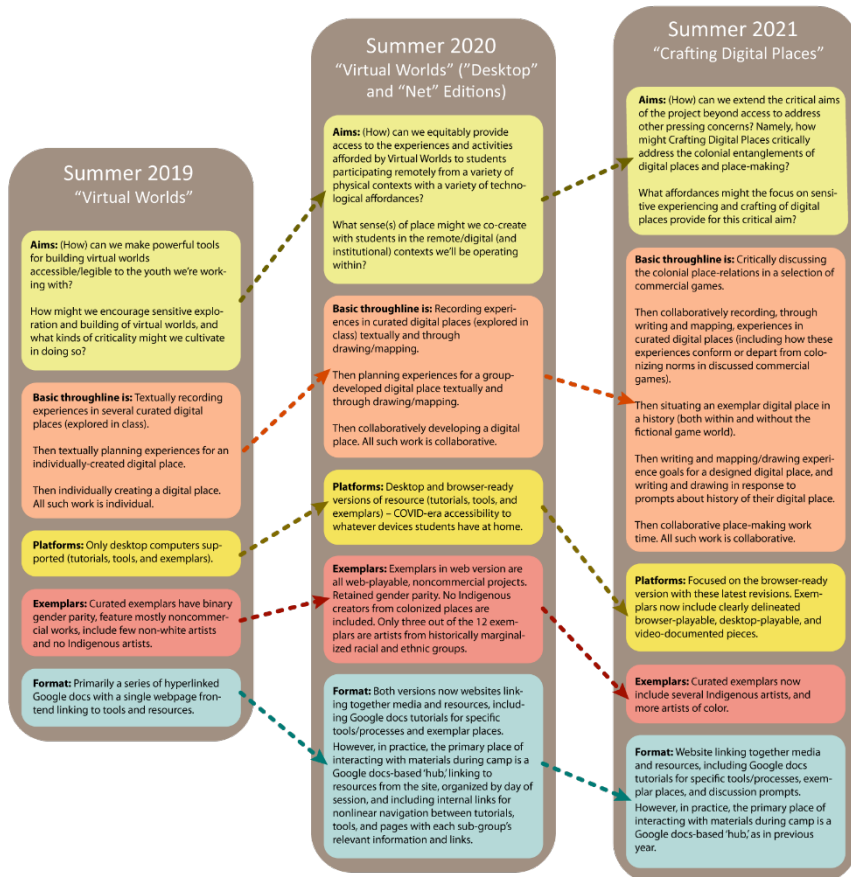 Summer 2019
“Virtual Worlds”
Aims: (How) can we make powerful tools
for building virtual worlds
accessible/legible to the youth we’re work-
ing with?
How might we encourage sensitive explo-
ration and building of virtual worlds, and
what kinds of criticality might we cultivate
in doing so?
Basic throughline is: Textually recording
experiences in several curated digital
places (explored in class).
Then textually planning experiences for an
individually-created digital place.
Then individually creating a digital place.
All such work is individual.
Platforms: Only desktop computers sup-
ported (tutorials, tools, and exemplars).
Exemplars: Curated exemplars have binary
gender parity, feature mostly noncommer-
cial works, include few non-white artists
and no Indigenous artists.
Format: Primarily a series of hyperlinked
Google docs with a single webpage fron-
tend linking to tools and resources.
Summer 2020
“Virtual Worlds” (”Desktop”
and “Net” Editions)
Aims: (How) can we equitably provide
access to the experiences and activities
afforded by Virtual Worlds to students
participating remotely from a variety of
physical contexts with a variety of techno-
logical affordances?
What sense(s) of place might we co-create
with students in the remote/digital (and
institutional) contexts we’ll be operating
within?
Basic throughline is: Recording experi-
ences in curated digital places (explored in
class) textually and through
drawing/mapping.
Then planning experiences for a group-
developed digital place textually and
through drawing/mapping.
Then collaboratively developing a digital
place. All such work is collaborative.
Platforms: Desktop and browser-ready
versions of resource (tutorials, tools, and
exemplars) – COVID-era accessibility to
whatever devices students have at home.
Exemplars: Exemplars in web version are
all web-playable, noncommercial projects.
Retained gender parity. No Indigenous
creators from colonized places are
included. Only three out of the 12 exem-
plars are artists from historically marginal-
ized racial and ethnic groups.
Format: Both versions now websites link-
ing together media and resources, includ-
ing Google docs tutorials for specific
tools/processes and exemplar places.
However, in practice, the primary place of
interacting with materials during camp is a
Google docs-based ‘hub,’ linking to
resources from the site, organized by day of
session, and including internal links for
nonlinear navigation between tutorials,
tools, and pages with each sub-group’s
relevant information and links.
Summer 2021
“Crafting Digital Places”
Aims: (How) can we extend the critical aims
of the project beyond access to address
other pressing concerns? Namely, how
might Crafting Digital Places critically
address the colonial entanglements of
digital places and place-making?
What affordances might the focus on sensi-
tive experiencing and crafting of digital
places provide for this critical aim?
Basic throughline is: Critically discussing
the colonial place-relations in a selection of
commercial games.
Then collaboratively recording, through
writing and mapping, experiences in
curated digital places (including how these
experiences conform or depart from colo-
nizing norms in discussed commercial
games).
Then situating an exemplar digital place in
a history (both within and without the
fictional game world).
Then writing and mapping/drawing experi-
ence goals for a designed digital place, and
writing and drawing in response to
prompts about history of their digital place.
Then collaborative place-making work
time. All such work is collaborative.
Platforms: Focused on the browser-ready
version with these latest revisions. Exem-
plars now include clearly delineated
browser-playable, desktop-playable, and
video-documented pieces.
Exemplars: Curated exemplars now
include several Indigenous artists, and
more artists of color.
Format: Website linking together media
and resources, including Google docs
tutorials for specific tools/processes, exem-
plar places, and discussion prompts.
However, in practice, the primary place of
interacting with materials during camp is a
Google docs-based ‘hub,’ as in previous
year.